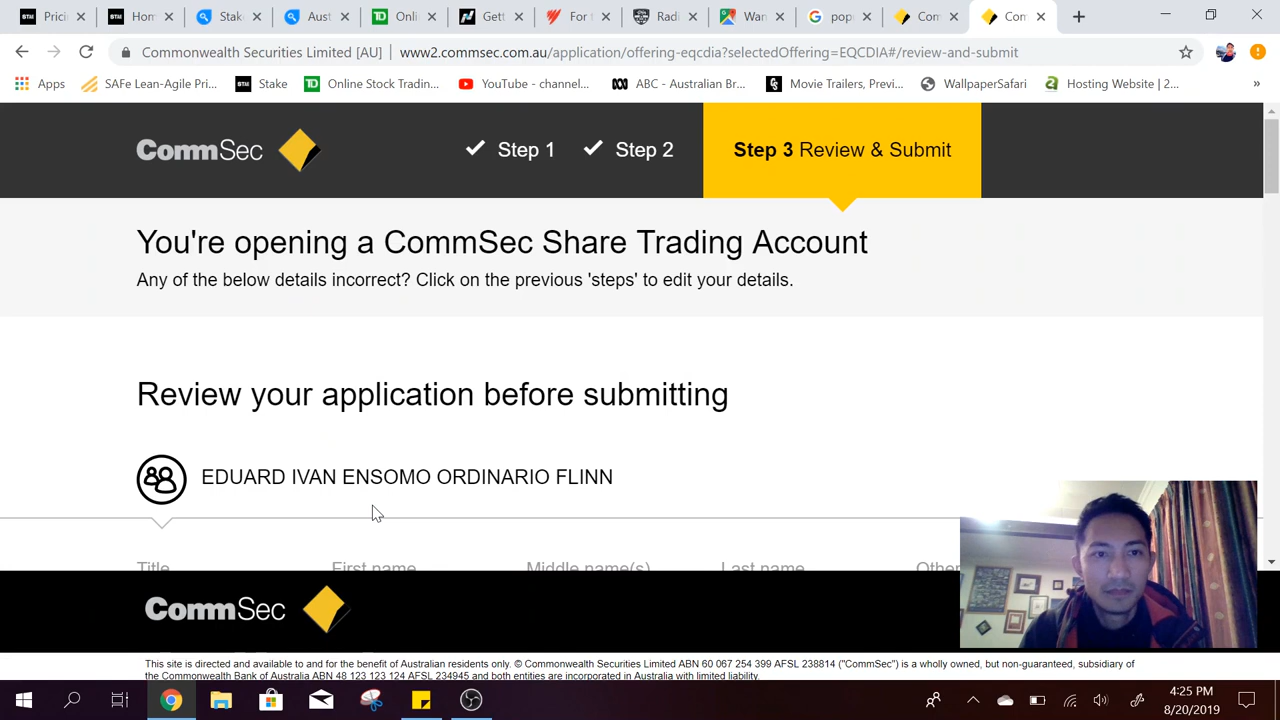 Prici
Hom
Stak
Aust
Onli
Gett
For t
Radi
Wan
pop
Com
Com
Commonwealth Securities Limited [AU] www2.commsec.com.au/application/offering-eqcdia?selectedOffering=EQCDIA#/review-and-submit
Apps SAFe Lean-Agile Pri... Stake Online Stock Tradin... YouTube - channel... ABC - Australian Br... Movie Trailers, Previ... WallpaperSafari Hosting Website | 2... »
CommSec Step 1 Step 2 Step 3 Review & Submit
You're opening a CommSec Share Trading Account
Any of the below details incorrect? Click on the previous 'steps' to edit your details.
Review your application before submitting
EDUARD IVAN ENSOMO ORDINARIO FLINN
Title First name Middle name(s) Last name Other
CommSec
This site is directed and available to and for the benefit of Australian residents only. © Commonwealth Securities Limited ABN 60 067 254 399 AFSL 238814 ("CommSec") is a wholly owned, but non-guaranteed, subsidiary of
the Commonwealth Bank of Australia ABN 48 123 123 124 AFSL 234945 and both entities are incorporated in Australia with limited liability.
4:25 PM
8/20/2019